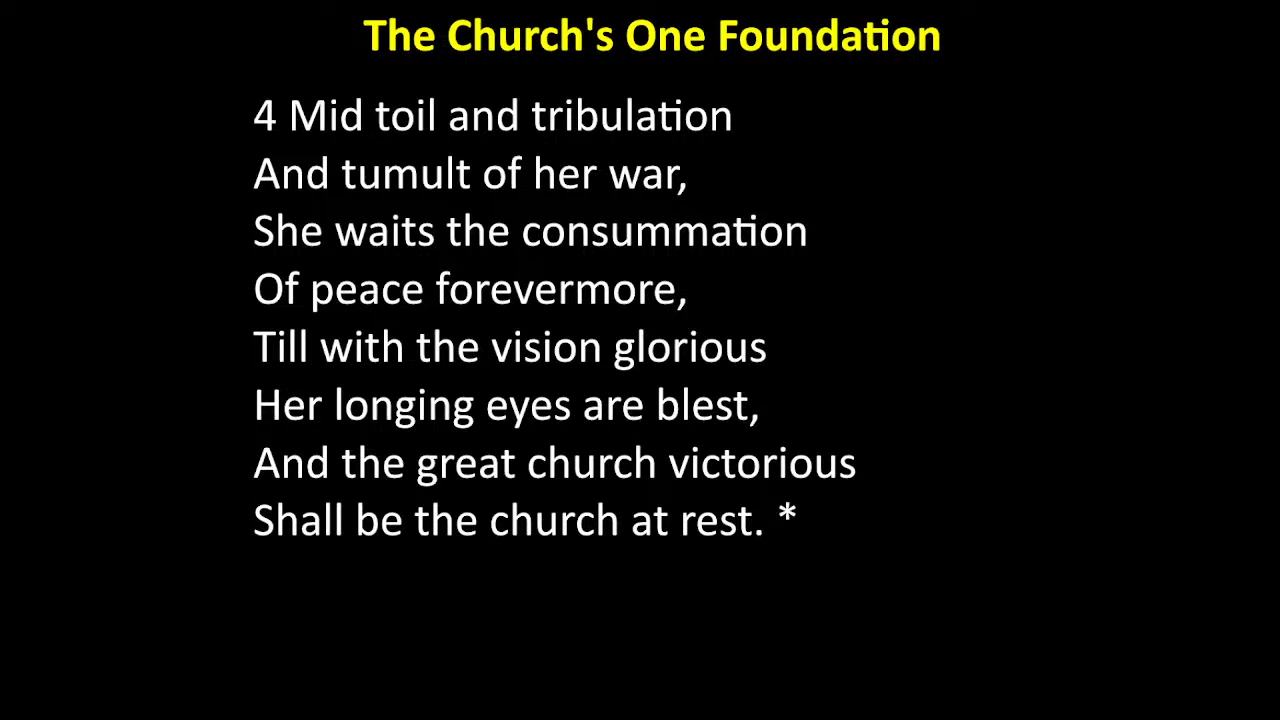 The Church's One Foundation
4 Mid toil and tribulation
And tumult of her war,
She waits the consummation
Of peace forevermore,
Till with the vision glorious
Her longing eyes are blest,
And the great church victorious
Shall be the church at rest. *